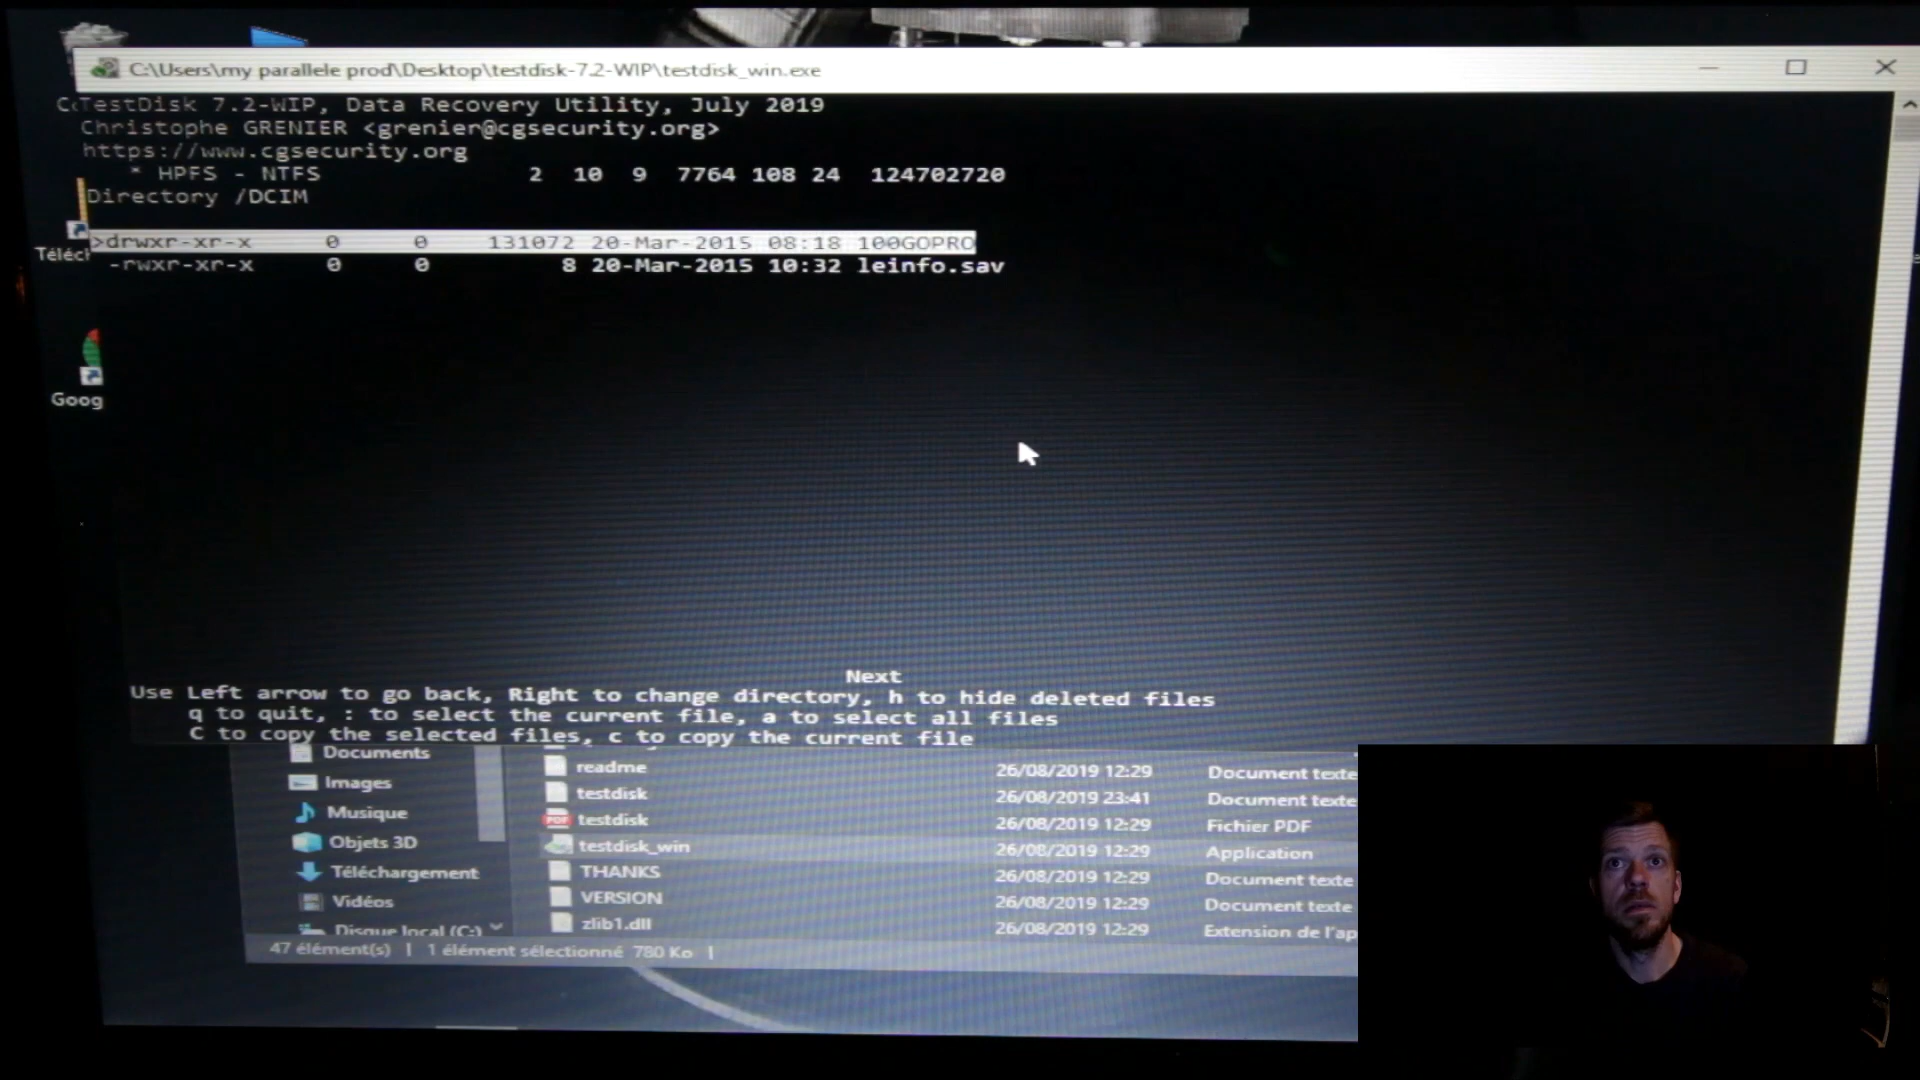 C:\Users\my parallele prod\Desktop\testdisk-7.2-WIP\testdisk_win.exe
TestDisk 7.2-WIP, Data Recovery Utility, July 2019
Christophe GRENIER <grenier@cgsecurity.org>
https://www.cgsecurity.org
* HPFS - NTFS 2 10 9 7764 108 24 124702720
Directory /DCIM
>drwxr-xr-x 0 0 131072 20-Mar-2015 08:18 100GOPRO
Téléch
-rwxr-xr-x 0 0 8 20-Mar-2015 10:32 leinfo.sav
Goog
Next
Use Left arrow to go back, Right to change directory, h to hide deleted files
q to quit, : to select the current file, a to select all files
C to copy the selected files, c to copy the current file
Documents
readme 26/08/2019 12:29 Document texte
Images
testdisk 26/08/2019 23:41 Document texte
Musique
PDF testdisk 26/08/2019 12:29 Fichier PDF
Objets 3D
testdisk_win 26/08/2019 12:29 Application
Téléchargement
THANKS 26/08/2019 12:29 Document texte
Vidéos
VERSION 26/08/2019 12:29 Document texte
Disque local (C:)
zlib1.dll 26/08/2019 12:29 Extension de l'ap
47 élément(s) | 1 élément sélectionné 780 Ko |